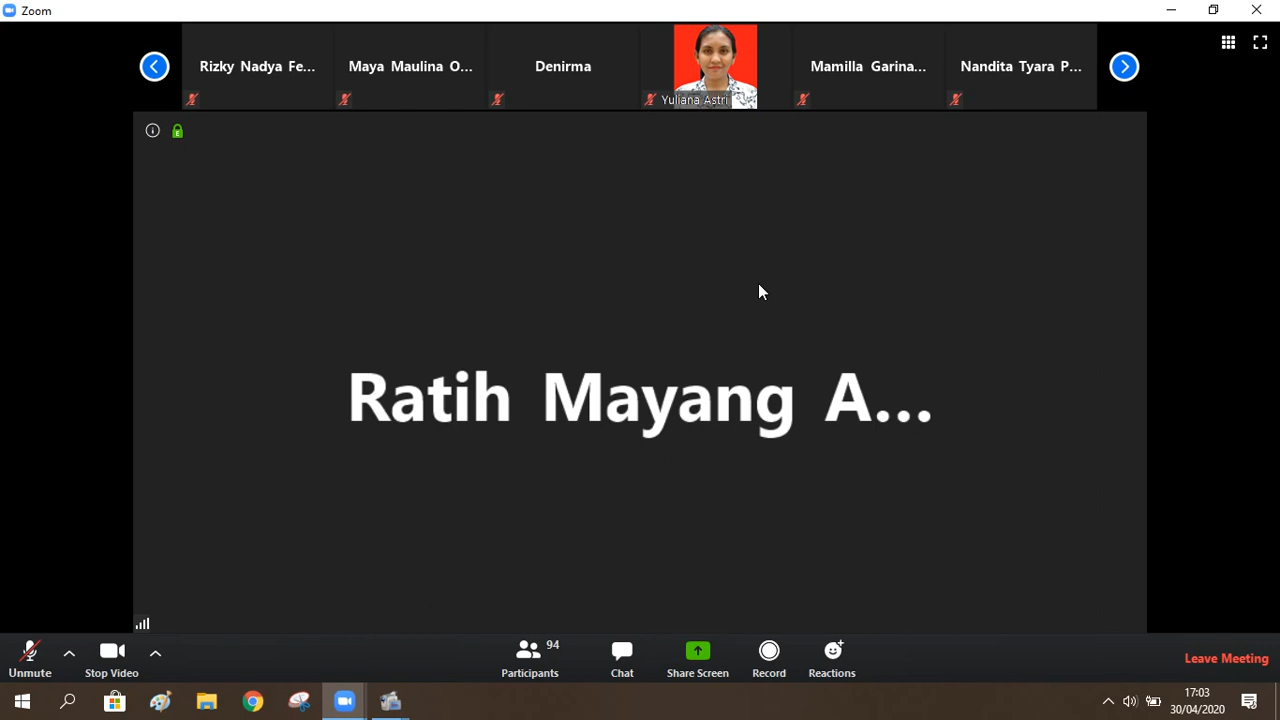 Zoom
Rizky Nadya Fe...
Maya Maulina O...
Denirma
Yuliana Astri
Mamilla Garina...
Nandita Tyara P...
Ratih Mayang A...
Unmute
Stop Video
94
Participants
Chat
Share Screen
Record
Reactions
Leave Meeting
17:03
30/04/2020